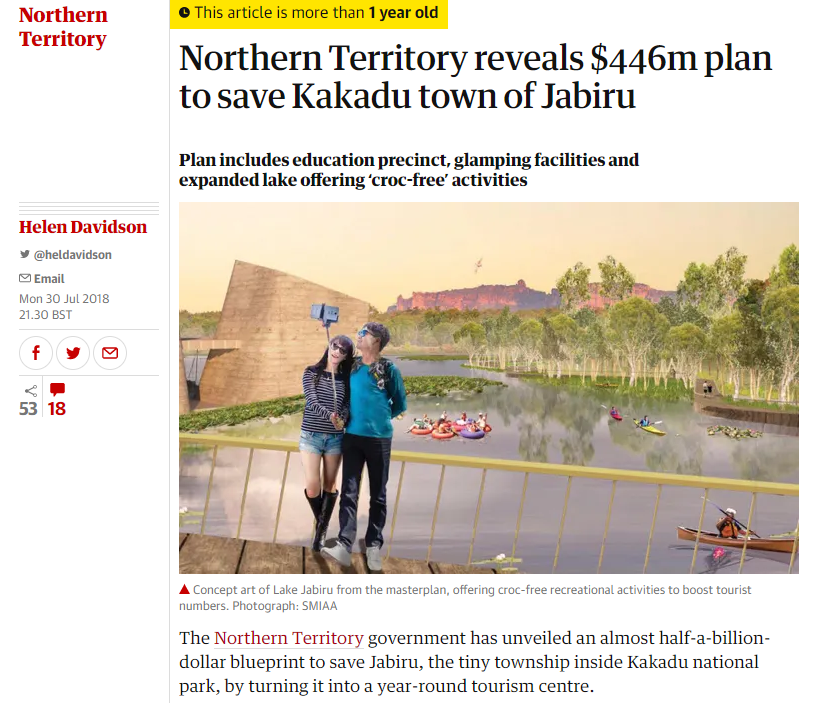 Northern
Territory
This article is more than 1 year old
Northern Territory reveals $446m plan
to save Kakadu town of Jabiru
Plan includes education precinct, glamping facilities and
expanded lake offering ‘croc-free’ activities
Helen Davidson
@heldavidson
Email
Mon 30 Jul 2018
21.30 BST
53 18
Concept art of Lake Jabiru from the masterplan, offering croc-free recreational activities to boost tourist
numbers. Photograph: SMIAA
The Northern Territory government has unveiled an almost half-a-billion-
dollar blueprint to save Jabiru, the tiny township inside Kakadu national
park, by turning it into a year-round tourism centre.